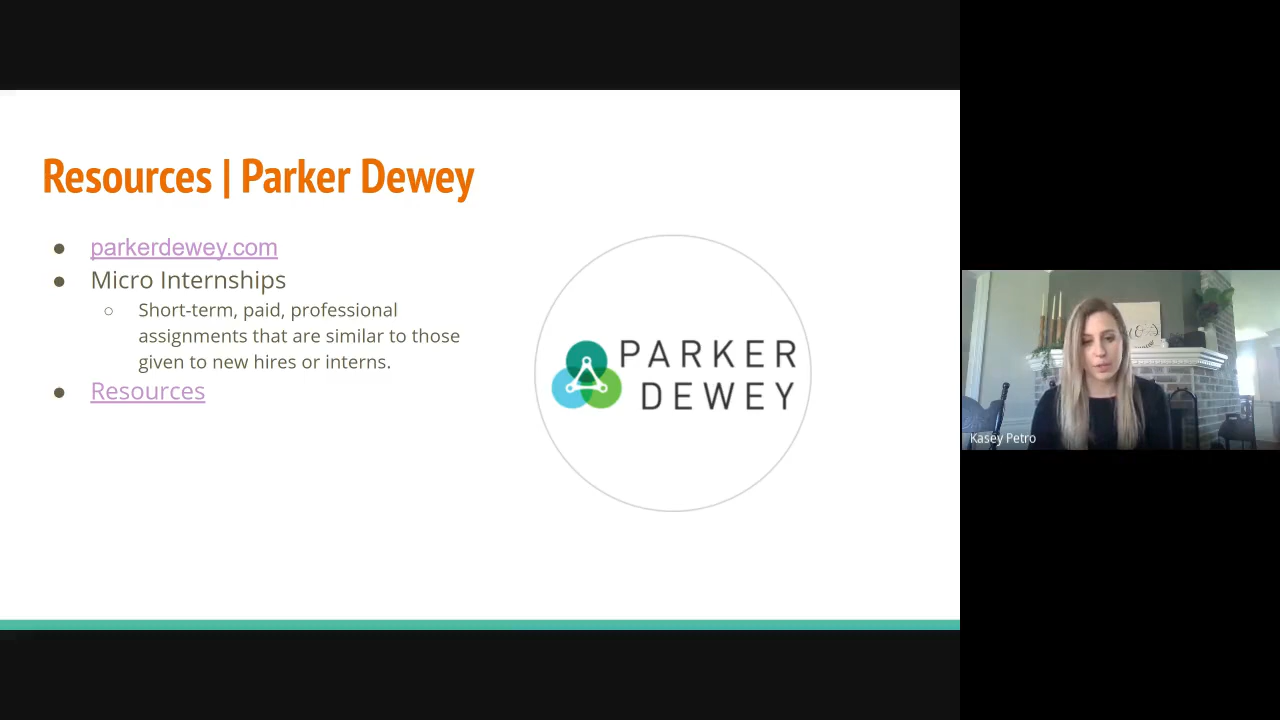 Resources | Parker Dewey
● parkerdewey.com
● Micro Internships
○ Short-term, paid, professional
assignments that are similar to those
given to new hires or interns.
● Resources
PARKER
DEWEY
Kasey Petro